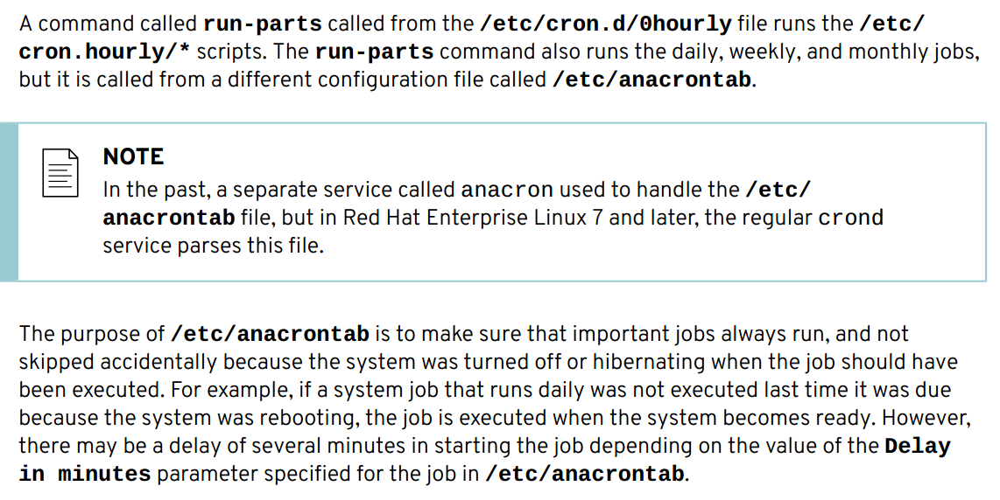 A command called run-parts called from the /etc/cron.d/0hourly file runs the /etc/
cron.hourly/* scripts. The run-parts command also runs the daily, weekly, and monthly jobs,
but it is called from a different configuration file called /etc/anacrontab.
NOTE
In the past, a separate service called anacron used to handle the /etc/
anacrontab file, but in Red Hat Enterprise Linux 7 and later, the regular crond
service parses this file.
The purpose of /etc/anacrontab is to make sure that important jobs always run, and not
skipped accidentally because the system was turned off or hibernating when the job should have
been executed. For example, if a system job that runs daily was not executed last time it was due
because the system was rebooting, the job is executed when the system becomes ready. However,
there may be a delay of several minutes in starting the job depending on the value of the Delay
in minutes parameter specified for the job in /etc/anacrontab.